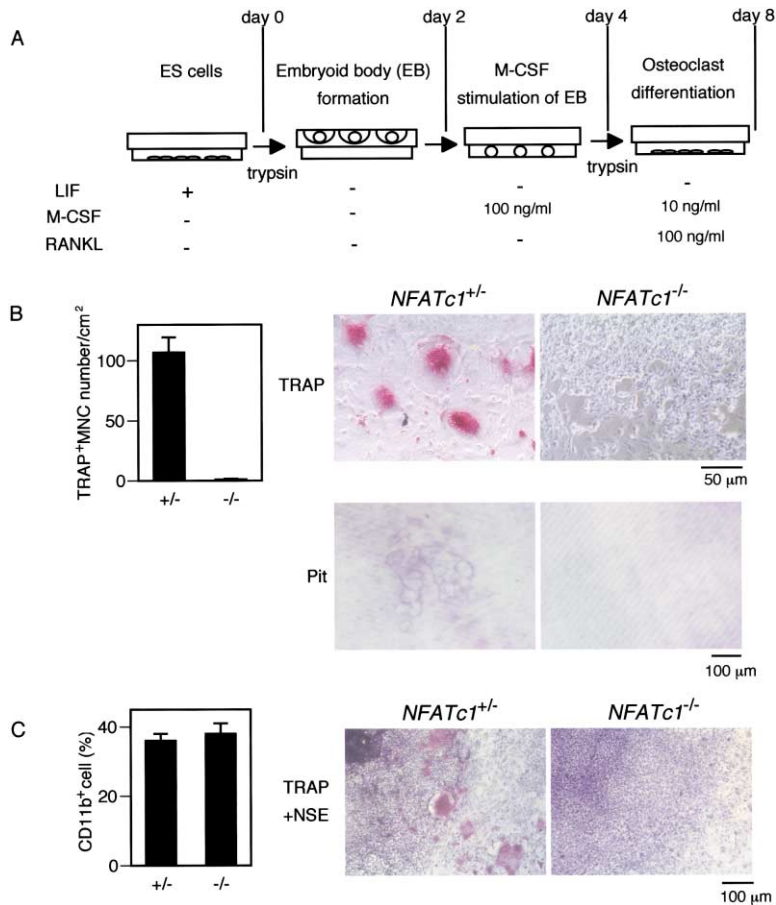 A
day 0
day 2
day 4
day 8
ES cells
Embryoid body (EB)
formation
M-CSF
stimulation of EB
Osteoclast
differentiation
trypsin
trypsin
LIF + - - -
M-CSF - - 100 ng/ml 10 ng/ml
RANKL - - - 100 ng/ml
B
TRAP+MNC number/cm2
100
50
0
+/- -/-
NFATc1+/- NFATc1-/-
TRAP
50 μm
Pit
100 μm
C
CD11b+cell (%)
40
20
0
+/- -/-
NFATc1+/- NFATc1-/-
TRAP
+NSE
100 μm